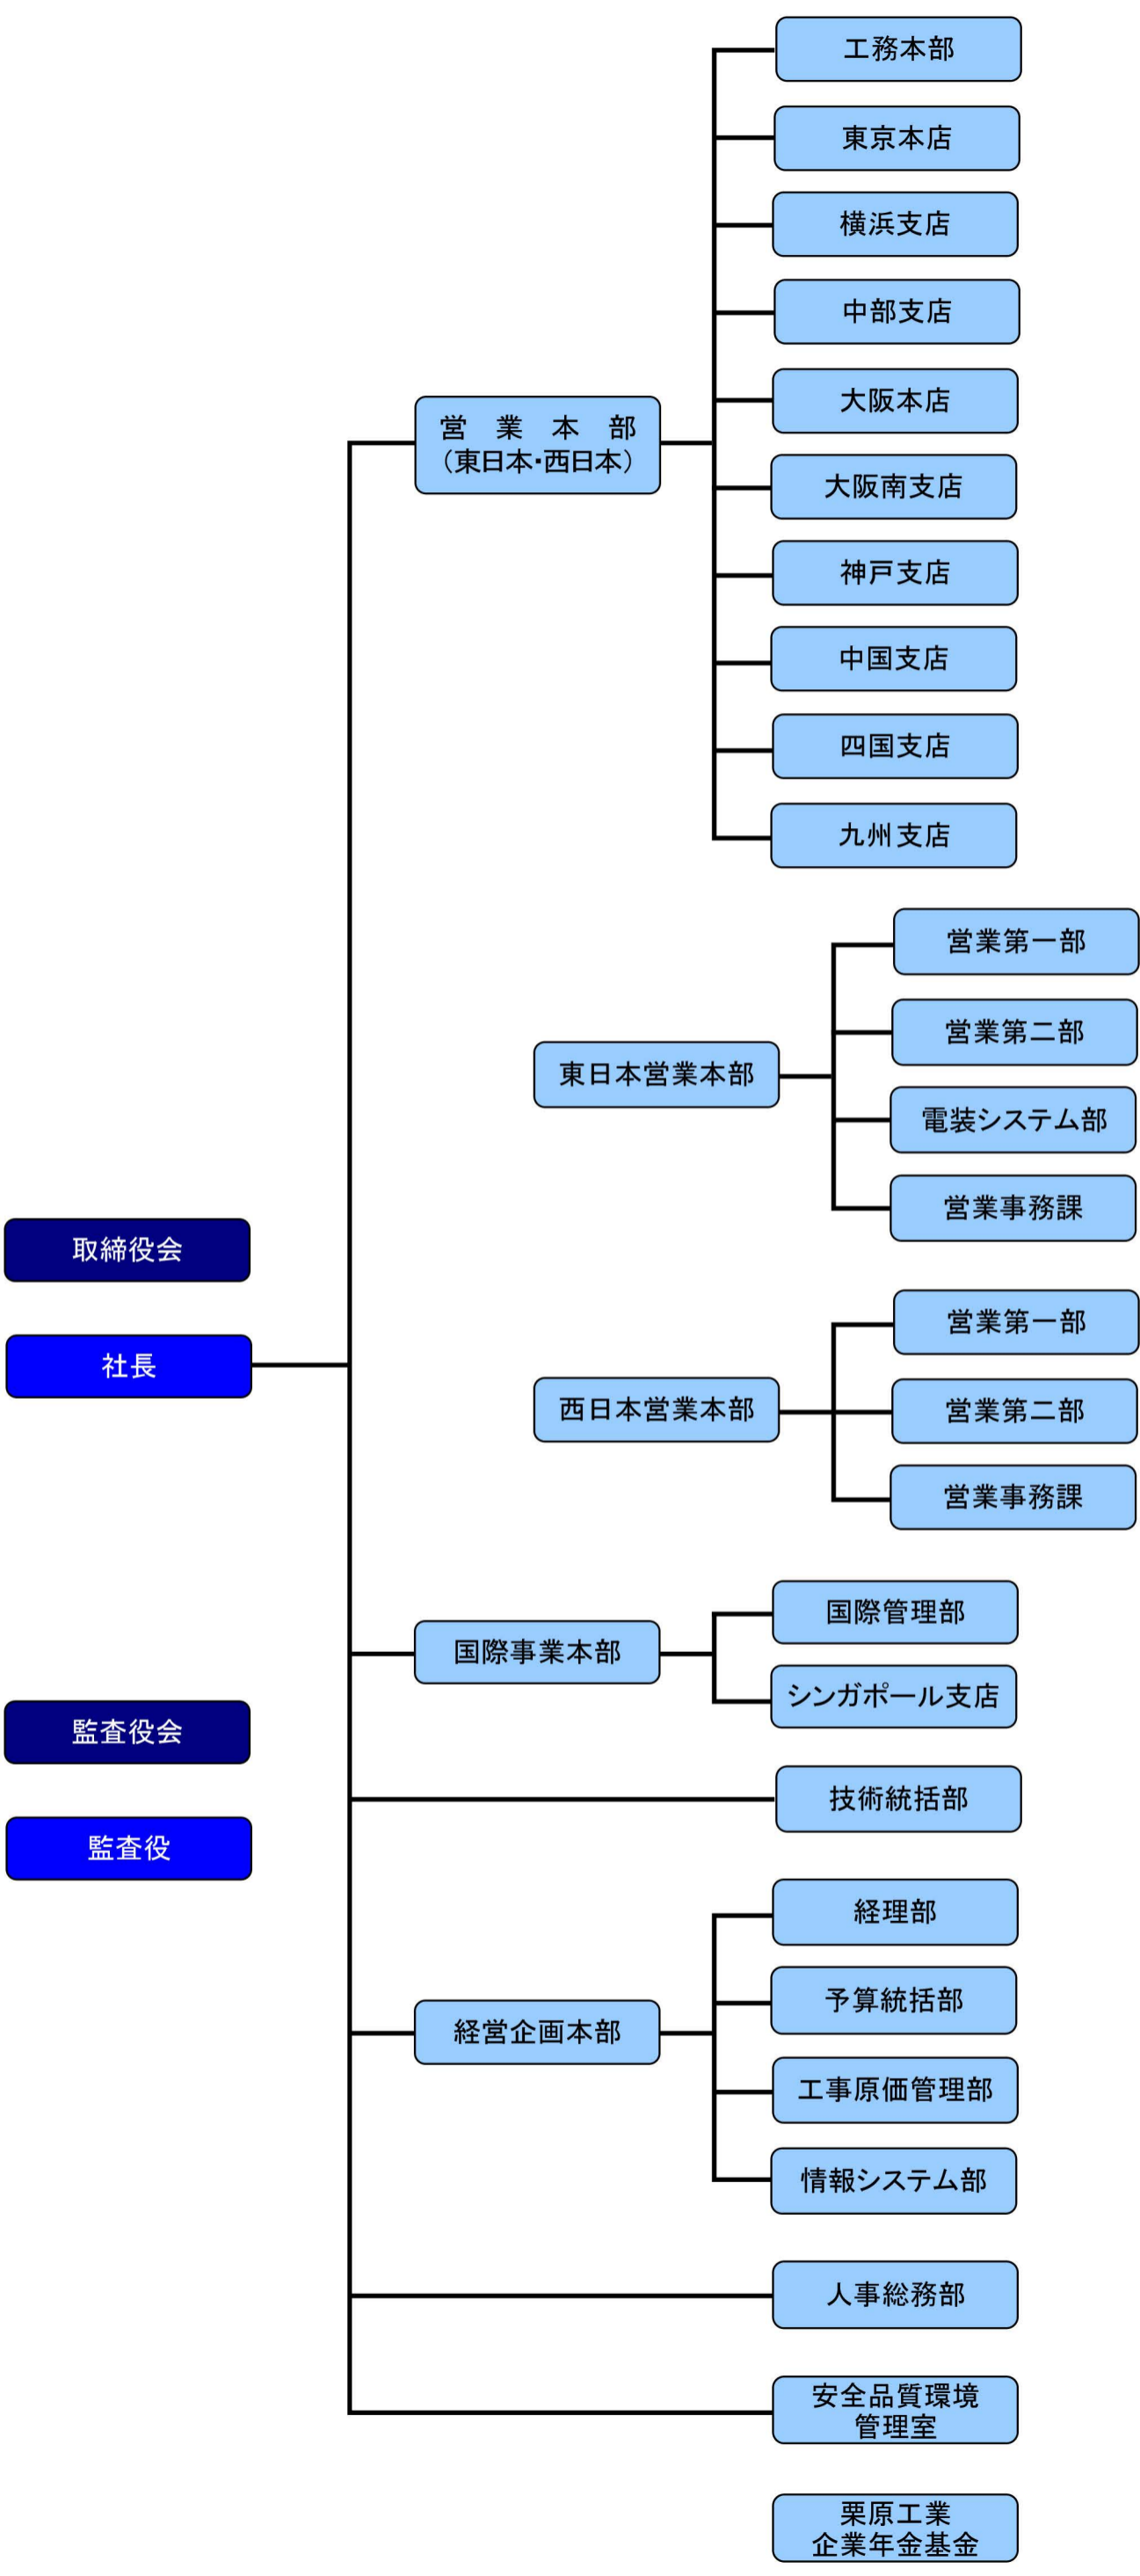 工務本部
東京本店
横浜支店
中部支店
大阪本店
営　業　本　部
（東日本・西日本）
大阪南支店
神戸支店
中国支店
四国支店
九州支店
営業第一部
営業第二部
東日本営業本部
電装システム部
営業事務課
取締役会
社長
営業第一部
西日本営業本部
営業第二部
営業事務課
国際管理部
国際事業本部
シンガポール支店
監査役会
技術統括部
監査役
経理部
予算統括部
経営企画本部
工事原価管理部
情報システム部
人事総務部
安全品質環境
管理室
栗原工業
企業年金基金